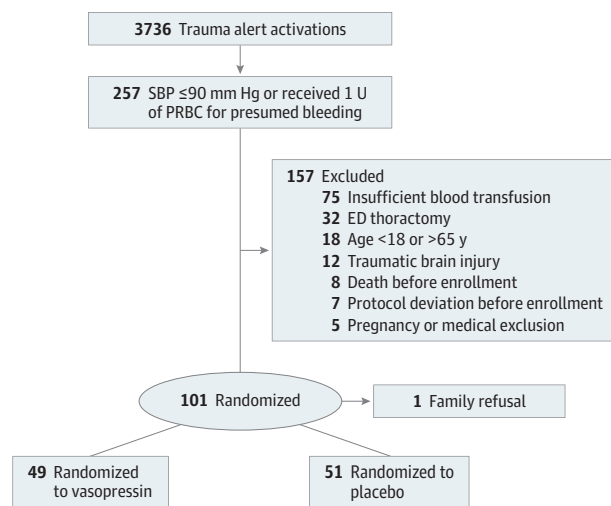 3736 Trauma alert activations
257 SBP ≤90 mm Hg or received 1 U
of PRBC for presumed bleeding
157 Excluded
75 Insufficient blood transfusion
32 ED thoractomy
18 Age <18 or >65 y
12 Traumatic brain injury
8 Death before enrollment
7 Protocol deviation before enrollment
5 Pregnancy or medical exclusion
101 Randomized
1 Family refusal
49 Randomized
to vasopressin
51 Randomized to
placebo